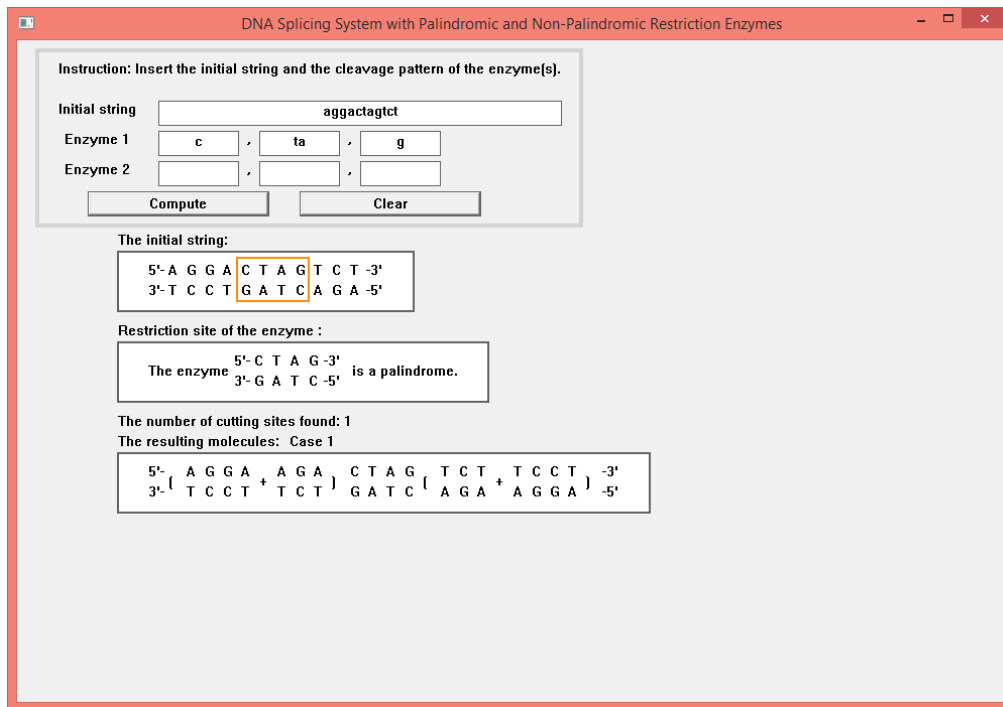 DNA Splicing System with Palindromic and Non-Palindromic Restriction Enzymes
Instruction: Insert the initial string and the cleavage pattern of the enzyme(s).
Initial string aggactagtct
Enzyme 1 c , ta , g
Enzyme 2 , ,
Compute Clear
The initial string:
5'- A G G A C T A G T C T -3'
3'- T C C T G A T C A G A -5'
Restriction site of the enzyme :
5'- C T A G -3'
The enzyme is a palindrome.
3'- G A T C -5'
The number of cutting sites found: 1
The resulting molecules: Case 1
5'- ( A G G A + A G A ) C T A G ( T C T + T C C T ) -3'
3'- T C C T T C T G A T C A G A A G G A -5'